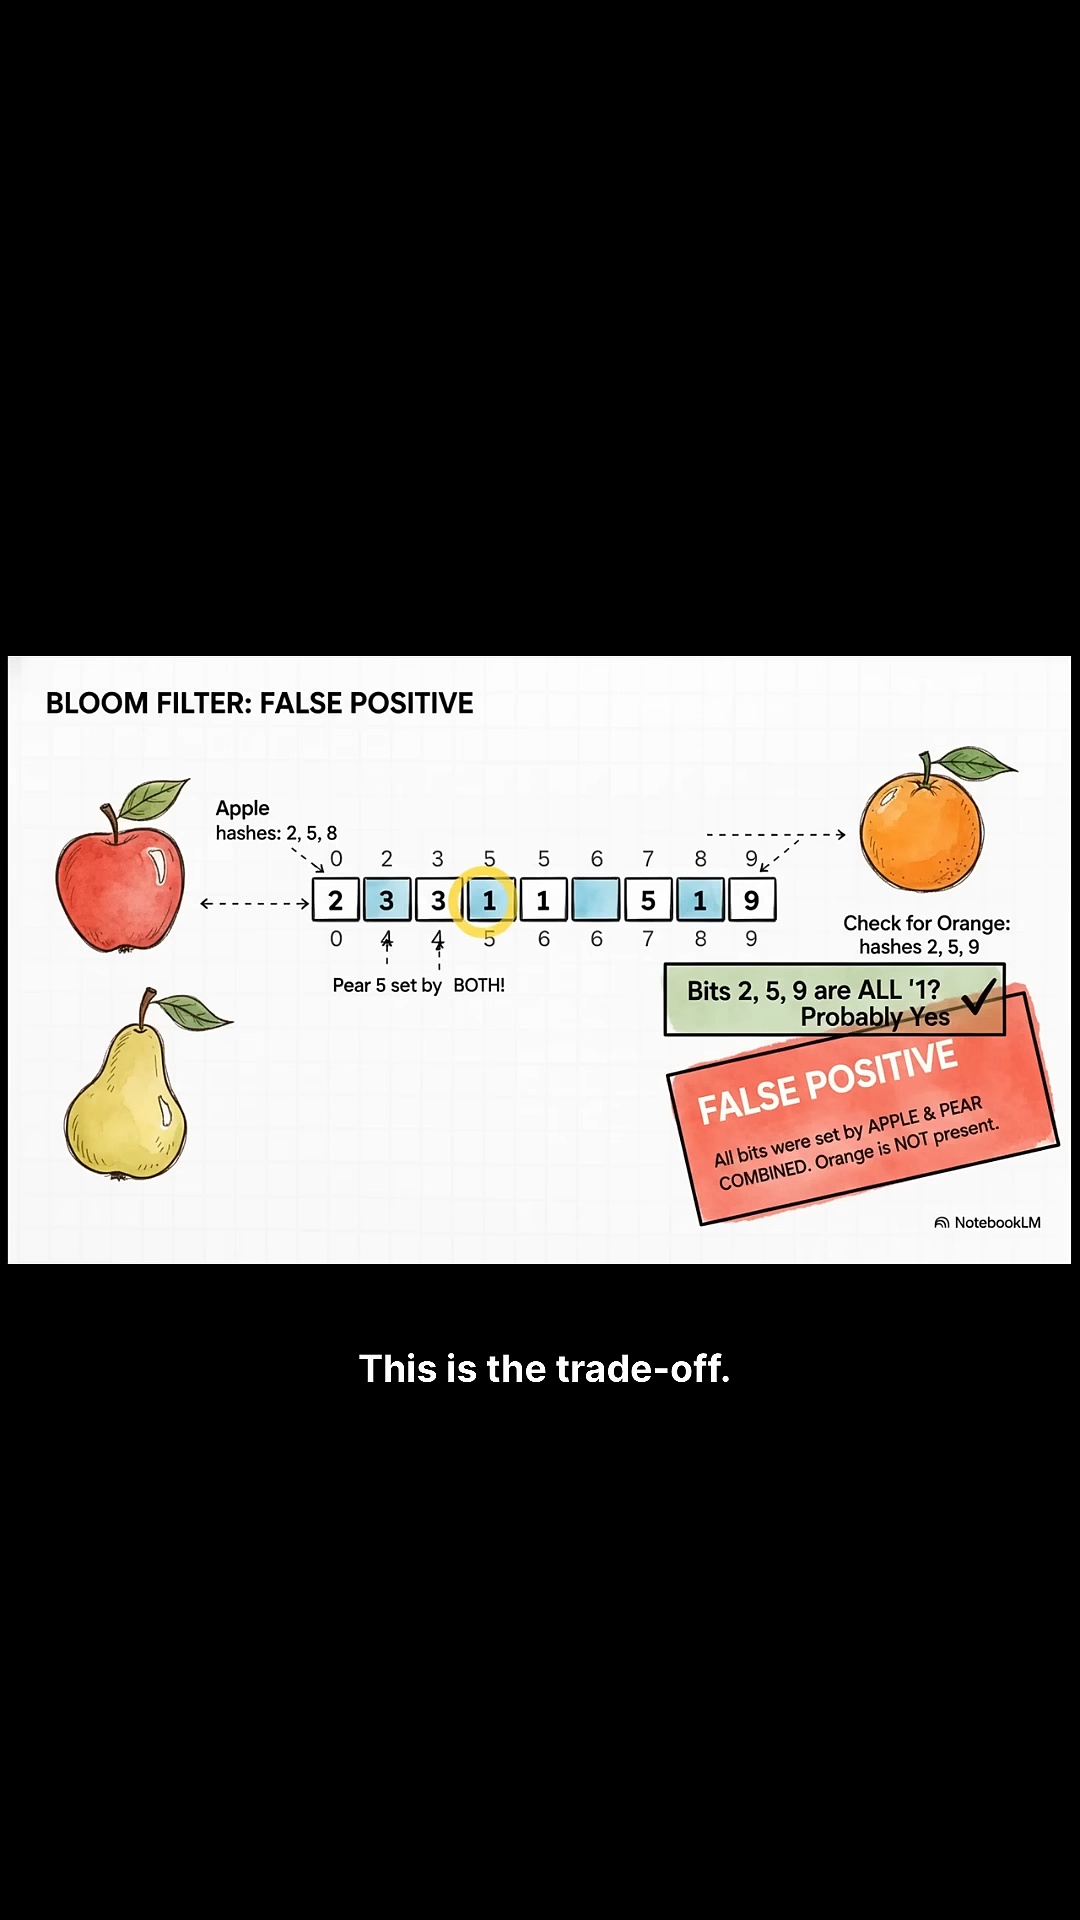 BLOOM FILTER: FALSE POSITIVE
Apple
hashes: 2, 5, 8
0 2 3 5 5 6 7 8 9
2 3 3 1 1 5 1 9
0 4 4 5 6 6 7 8 9
Pear 5 set by BOTH!
Check for Orange:
hashes 2, 5, 9
Bits 2, 5, 9 are ALL '1?
Probably Yes
FALSE POSITIVE
All bits were set by APPLE & PEAR
COMBINED. Orange is NOT present.
NotebookLM
This is the trade-off.